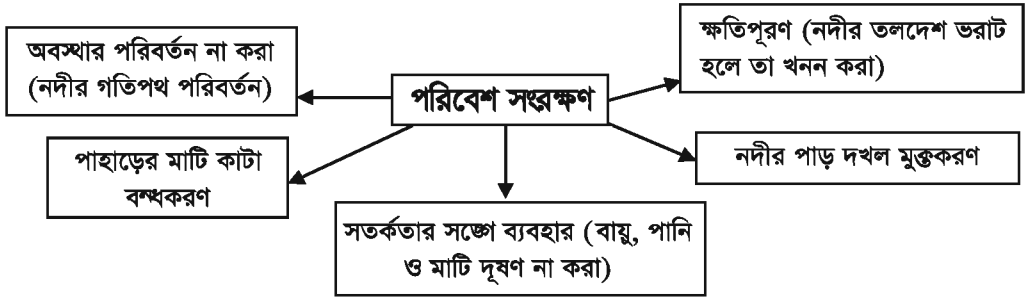 অবস্থার পরিবর্তন না করা
(নদীর গতিপথ পরিবর্তন)
ক্ষতিপূরণ (নদীর তলদেশ ভরাট
হলে তা খনন করা)
পরিবেশ সংরক্ষণ
পাহাড়ের মাটি কাটা
বন্ধকরণ
নদীর পাড় দখল মুক্তকরণ
সতর্কতার সঙ্গে ব্যবহার (বায়ু, পানি
ও মাটি দূষণ না করা)